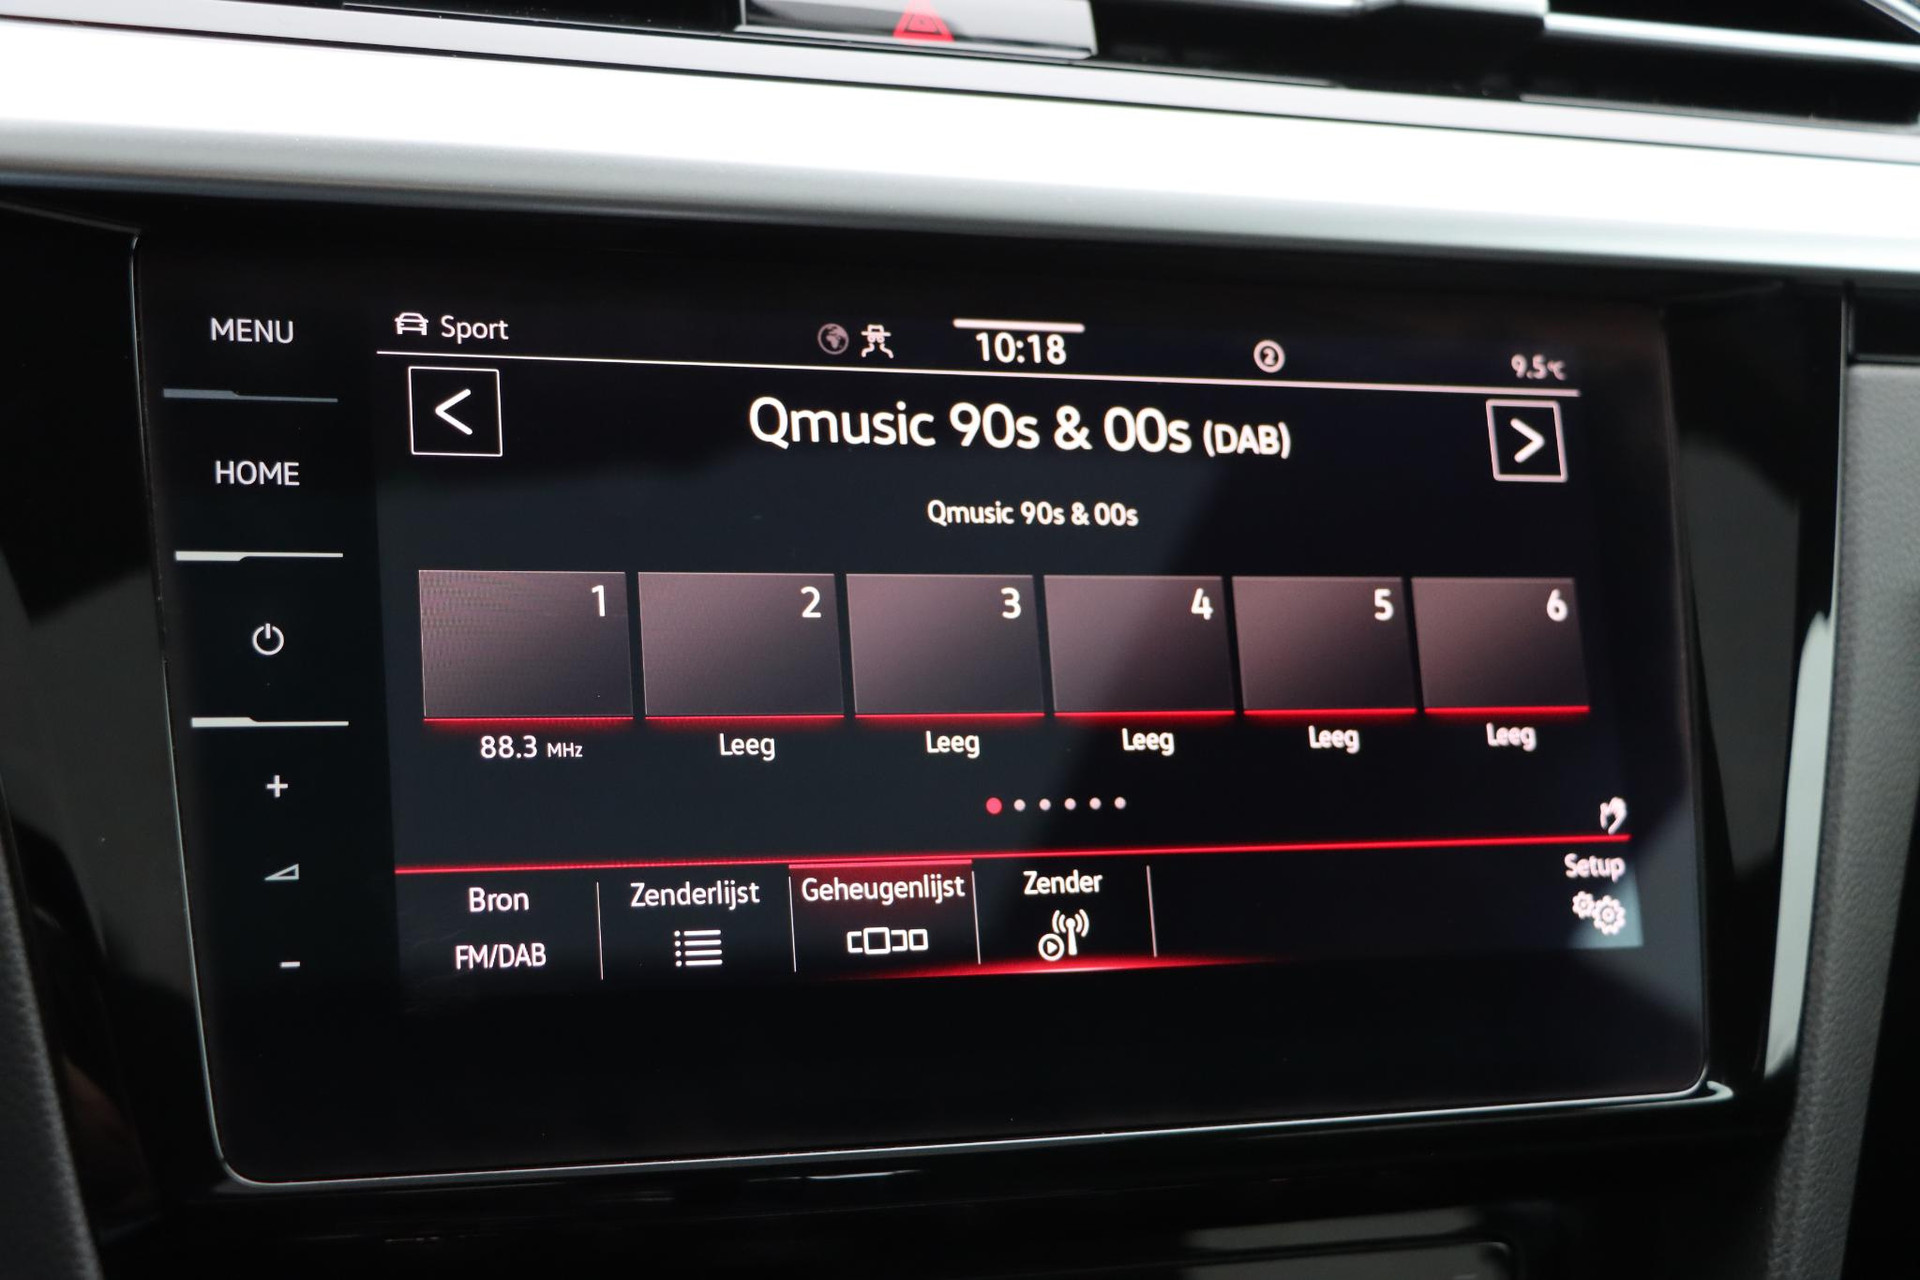 MENU
Sport
10:18
2
9.5°C
HOME
Qmusic 90s & 00s (DAB)
Qmusic 90s & 00s
1 2 3 4 5 6
88.3 MHz Leeg Leeg Leeg Leeg Leeg
Bron Zenderlijst Geheugenlijst Zender Setup
FM/DAB